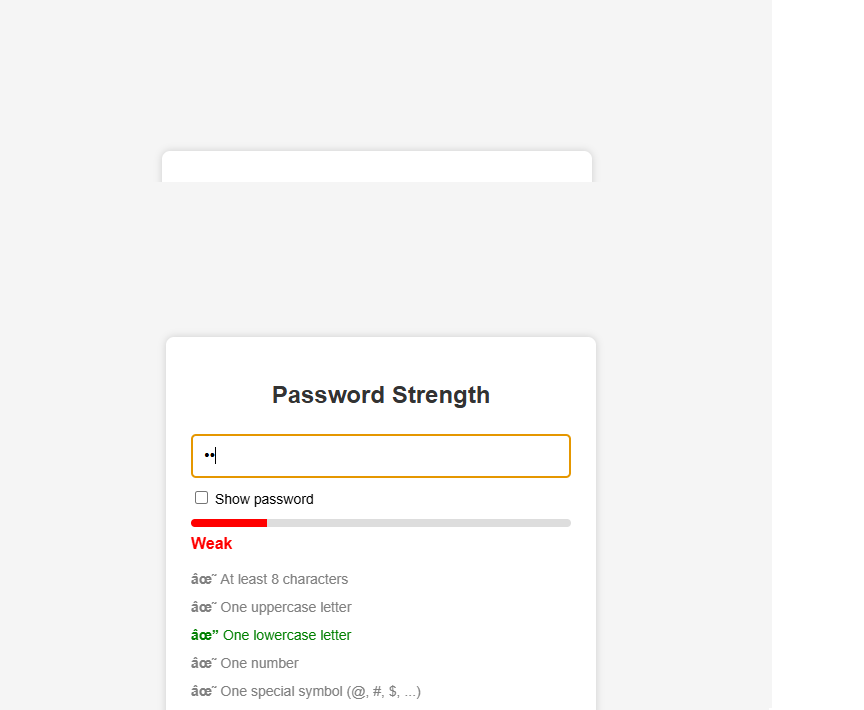 Password Strength
••
Show password
Weak
âœ˜ At least 8 characters
âœ˜ One uppercase letter
âœ” One lowercase letter
âœ˜ One number
âœ˜ One special symbol (@, #, $, ...)